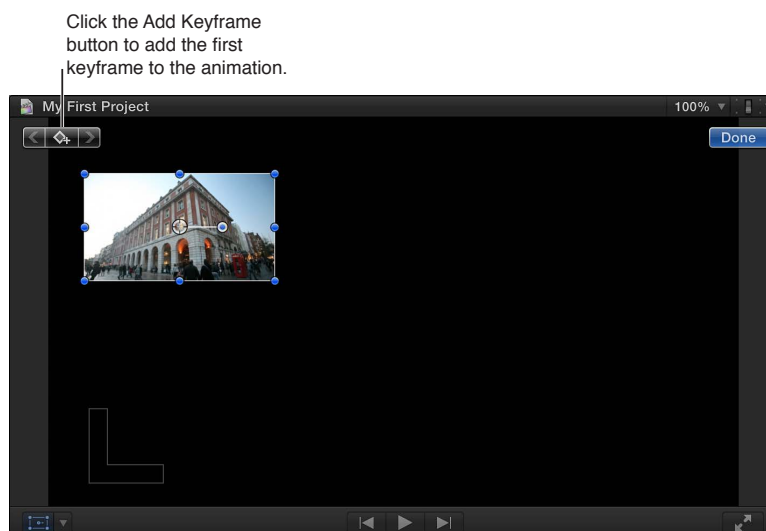 Click the Add Keyframe
button to add the first
keyframe to the animation.
My First Project
100%
Done